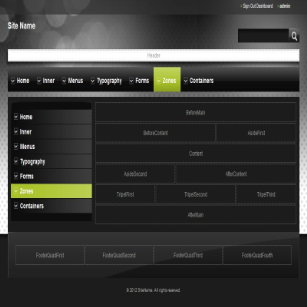 Sign Out Dashboard admin
Site Name
Header
Home Inner Menus Typography Forms Zones Containers
Home
Inner
Menus
Typography
Forms
Zones
Containers
BeforeMain
BeforeContent AsideFirst
Content
AsideSecond AfterContent
TripelFirst TripelSecond TripelThird
AfterMain
FooterQuadFirst FooterQuadSecond FooterQuadThird FooterQuadFourth
All rights reserved.